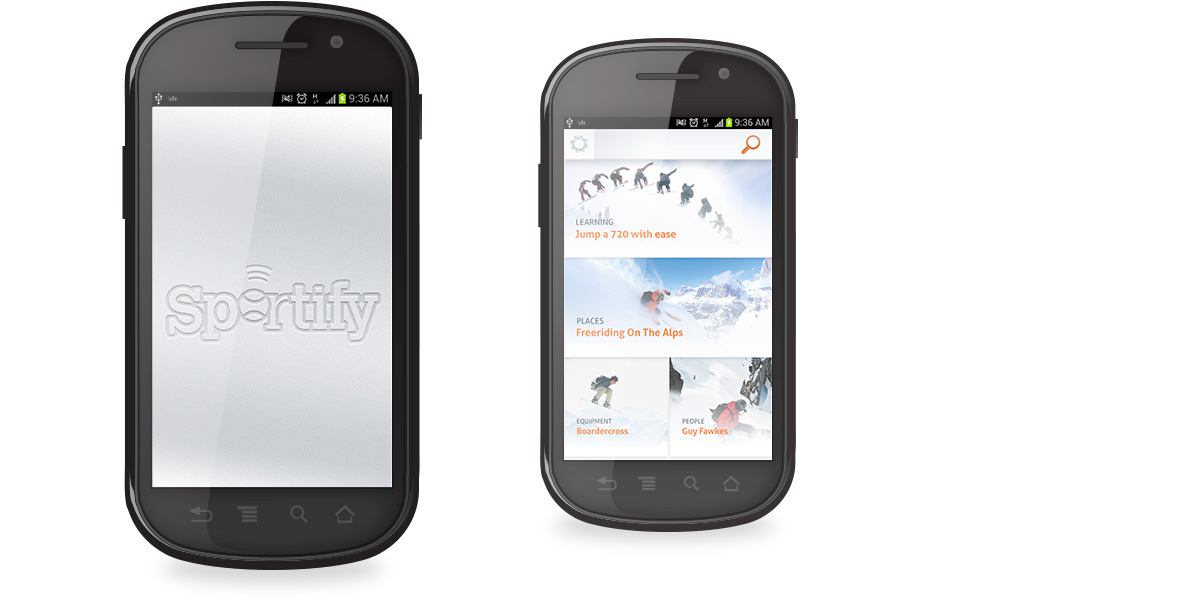 9:36 AM
Sportify
9:36 AM
LEARNING
Jump a 720 with ease
PLACES
Freeriding On The Alps
EQUIPMENT
Boardercross
PEOPLE
Guy Fawkes